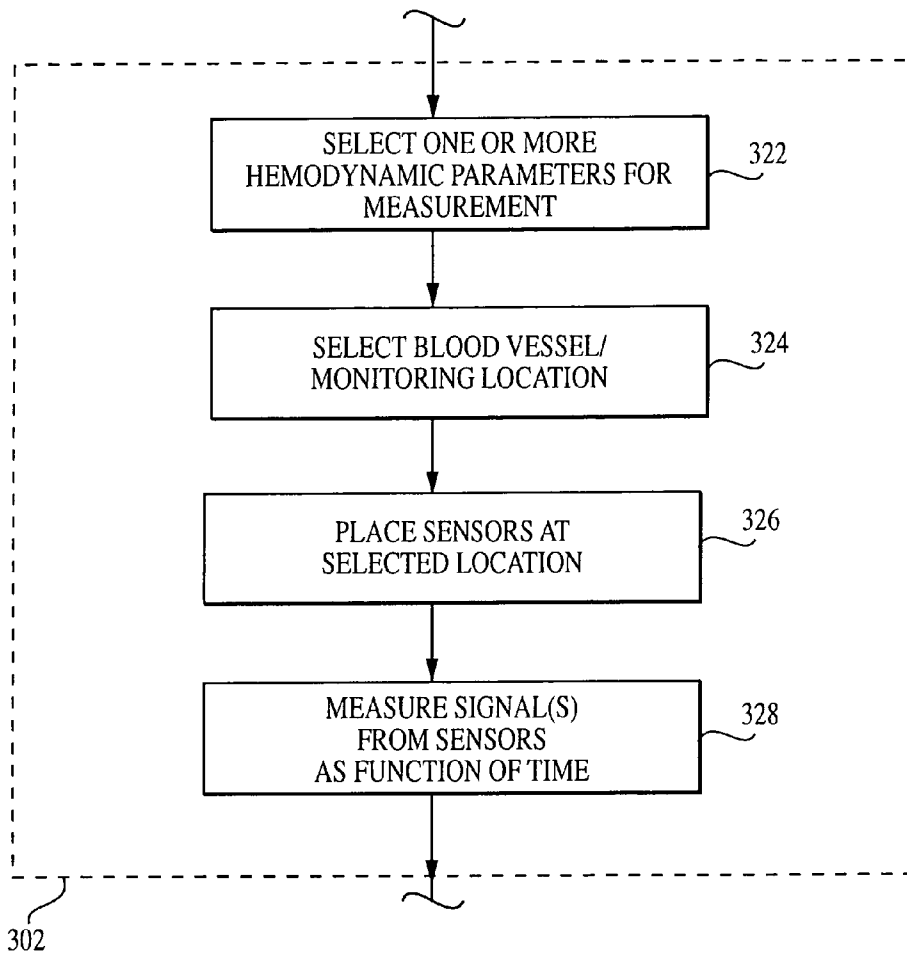 SELECT ONE OR MORE
HEMODYNAMIC PARAMETERS FOR
MEASUREMENT
322
SELECT BLOOD VESSEL/
MONITORING LOCATION
324
PLACE SENSORS AT
SELECTED LOCATION
326
MEASURE SIGNAL(S)
FROM SENSORS
AS FUNCTION OF TIME
328
302